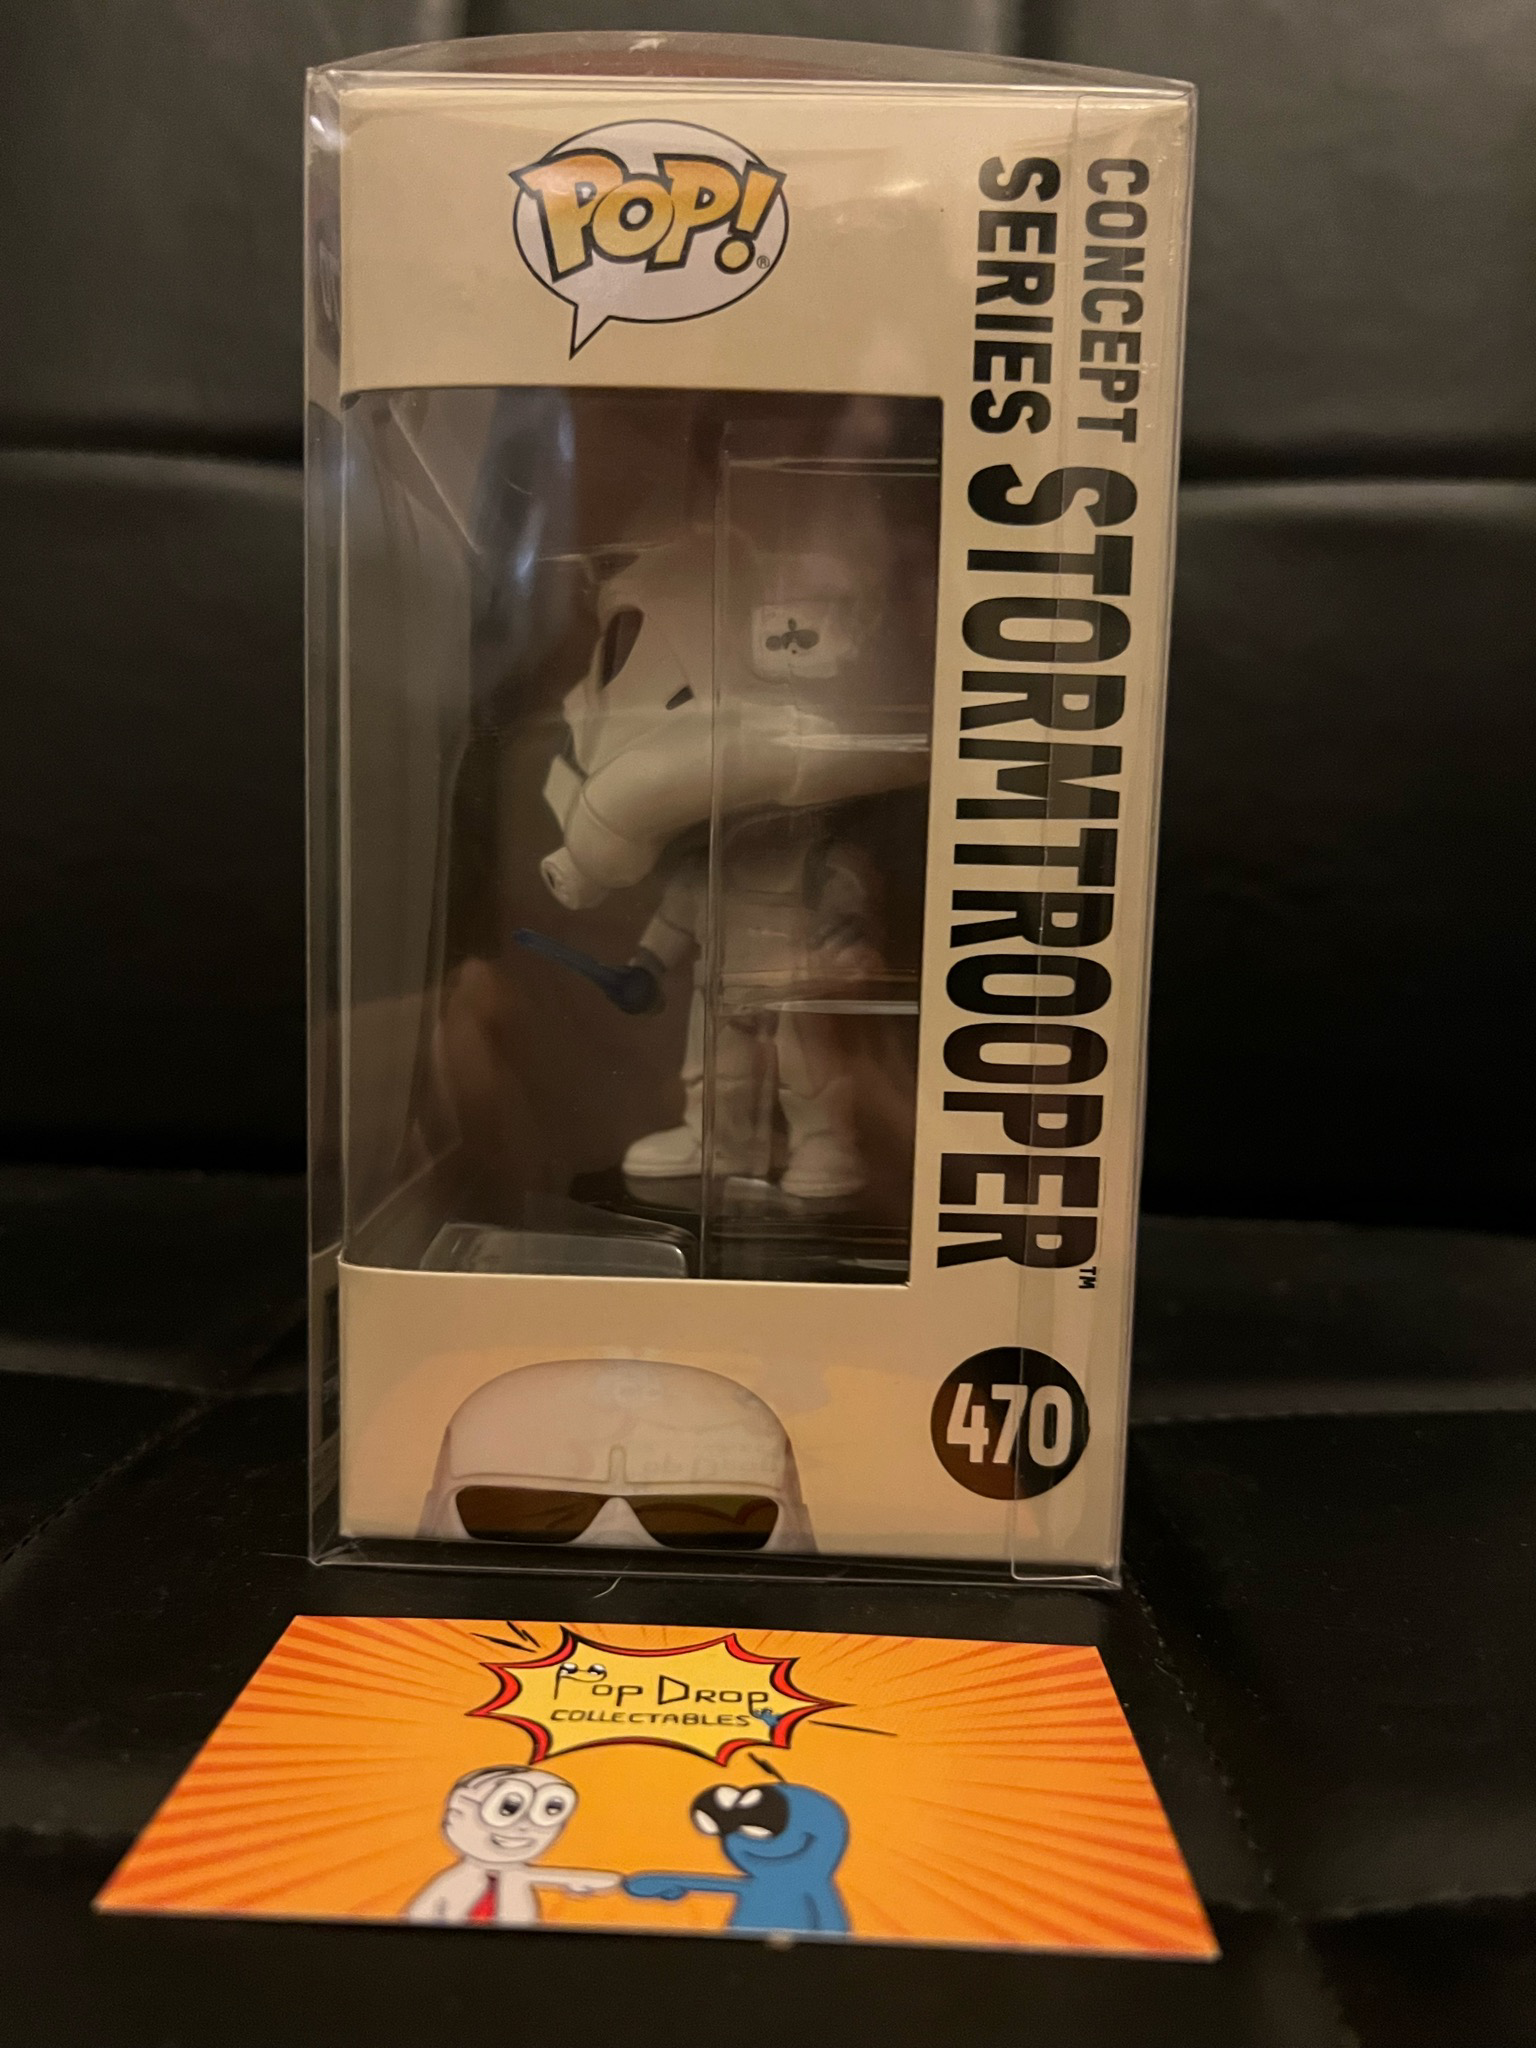 POP!®
CONCEPT
SERIES
STORMTROOPER™
470
POP DROP
COLLECTABLES